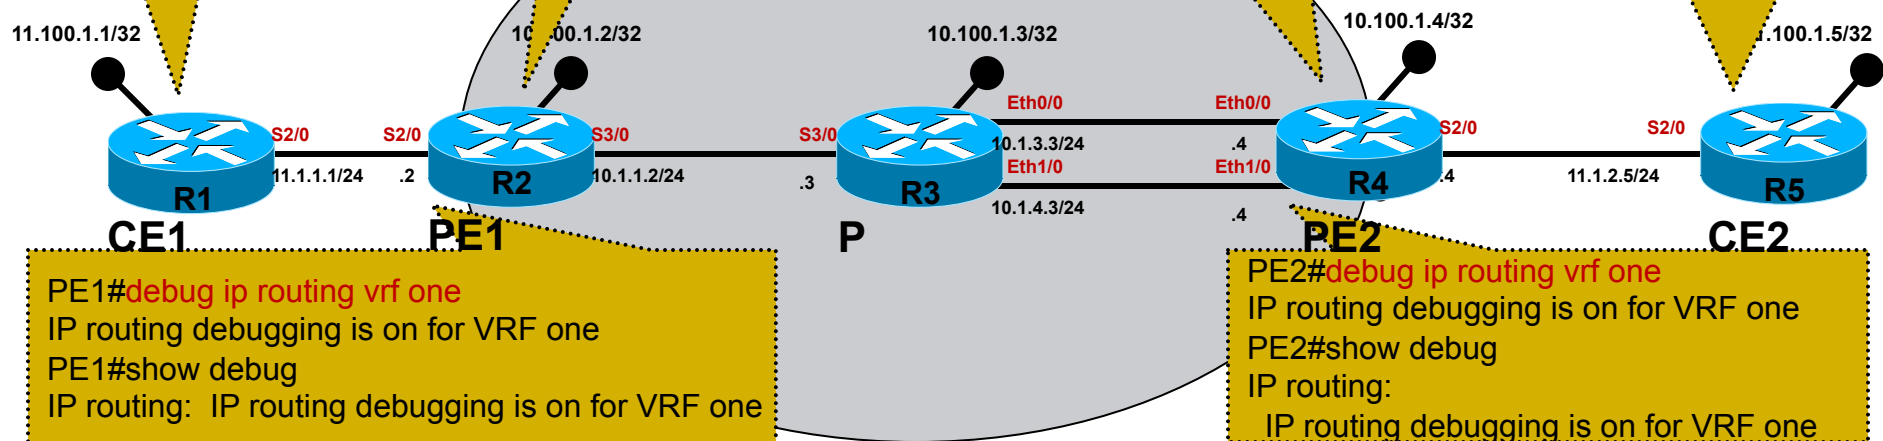 11.100.1.1/32
10.100.1.3/32
10.100.1.4/32
Eth0/0
Eth0/0
S2/0
S2/0
S3/0
S3/0
S2/0
S2/0
10.1.3.3/24
.4
Eth1/0
Eth1/0
11.1.1.1/24
.2
R2
10.1.1.2/24
.3
R3
R4
.4
11.1.2.5/24
R5
R1
10.1.4.3/24
.4
CE1
PE1
P
PE2
CE2
PE1#debug ip routing vrf one
IP routing debugging is on for VRF one
PE1#show debug
IP routing:  IP routing debugging is on for VRF one
PE2#debug ip routing vrf one
IP routing debugging is on for VRF one
PE2#show debug
IP routing:
IP routing debugging is on for VRF one